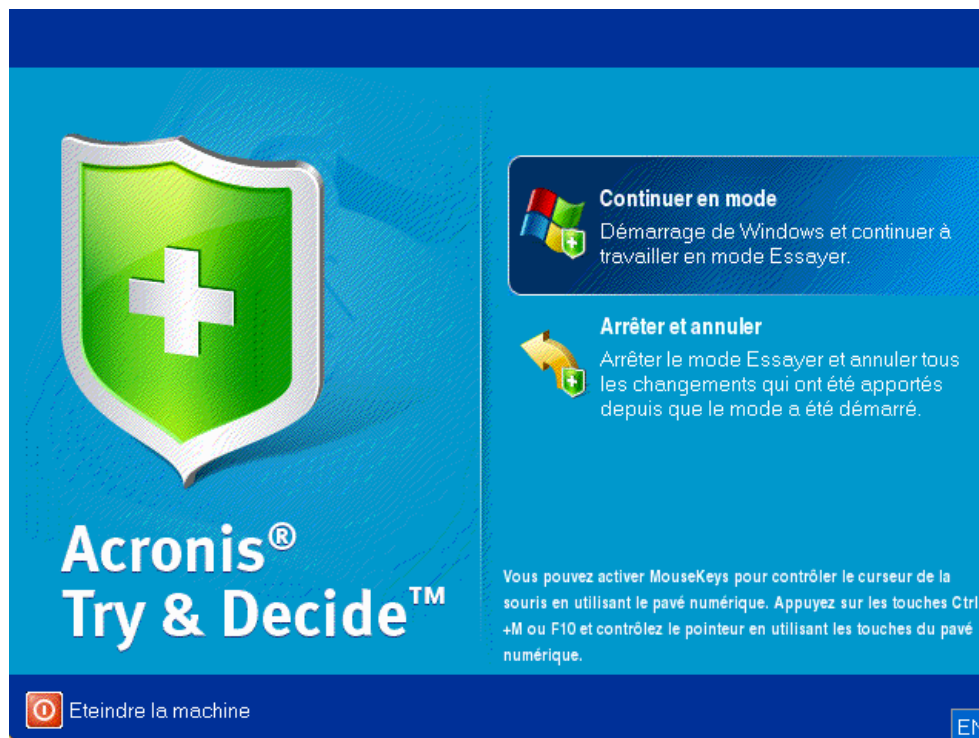 Continuer en mode
Démarrage de Windows et continuer à
travailler en mode Essayer.
Arrêter et annuler
Arrêter le mode Essayer et annuler tous
les changements qui ont été apportés
depuis que le mode a été démarré.
Acronis®
Try & Decide™
Vous pouvez activer MouseKeys pour contrôler le curseur de la
souris en utilisant le pavé numérique. Appuyez sur les touches Ctrl
+M ou F10 et contrôlez le pointeur en utilisant les touches du pavé
numérique.
Eteindre la machine
EN